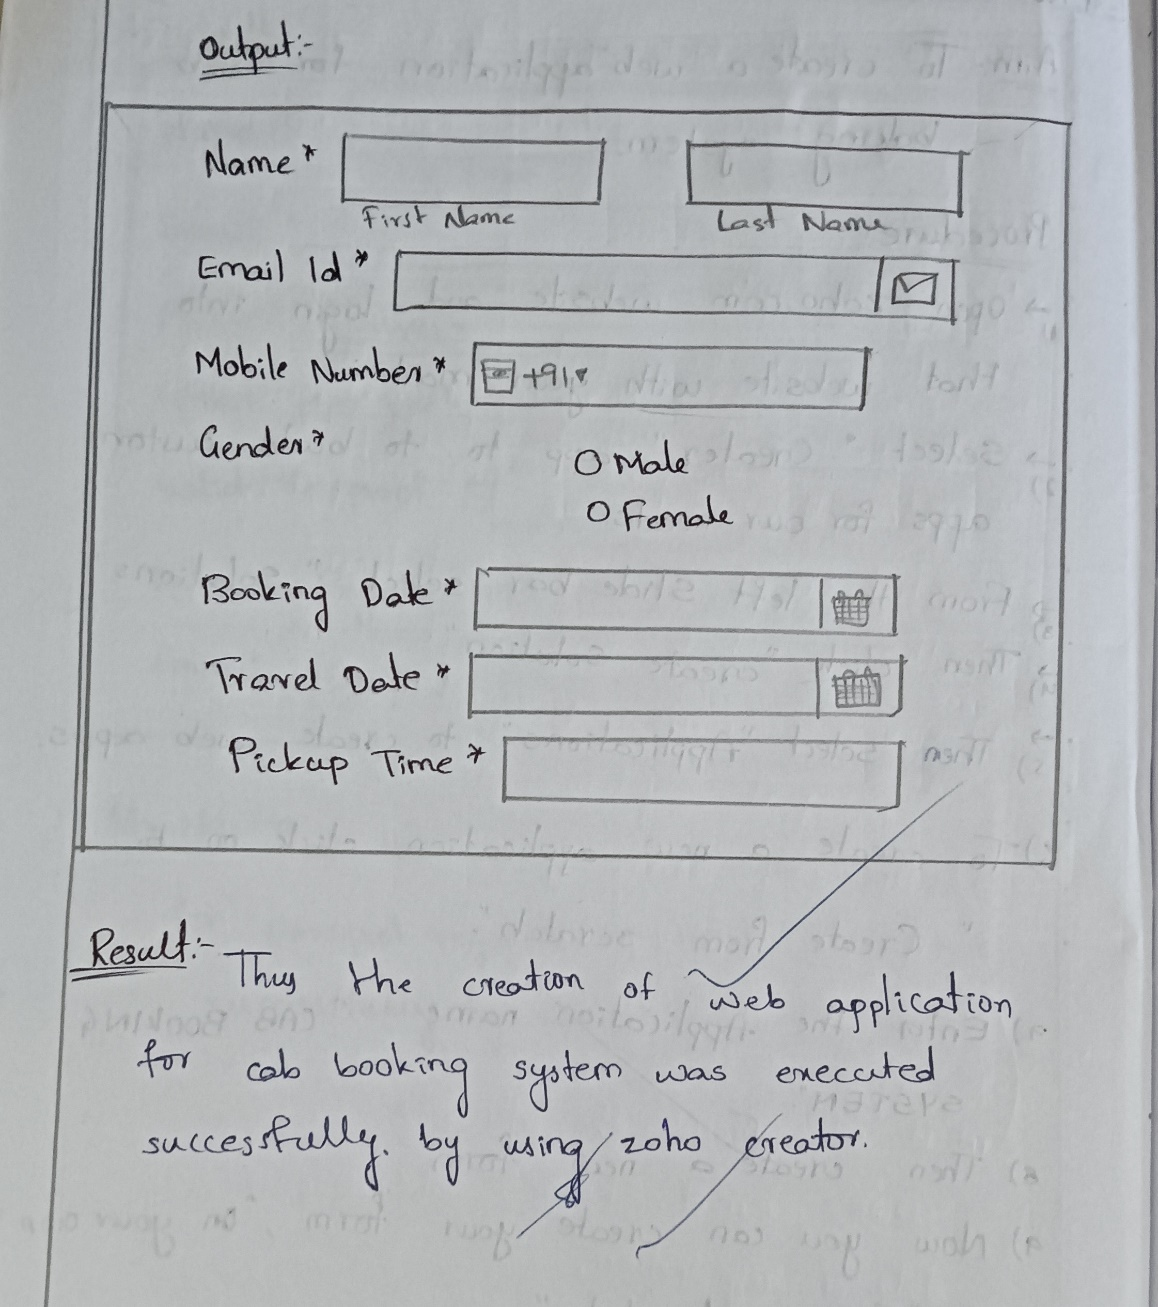 Output:-
Name*
First Name Last Name
Email Id*
Mobile Number* +91
Gender*
Male
Female
Booking Date*
Travel Date*
Pickup Time*
Result:- Thus the creation of web application
for cab booking system was executed
successfully. by using zoho creator.